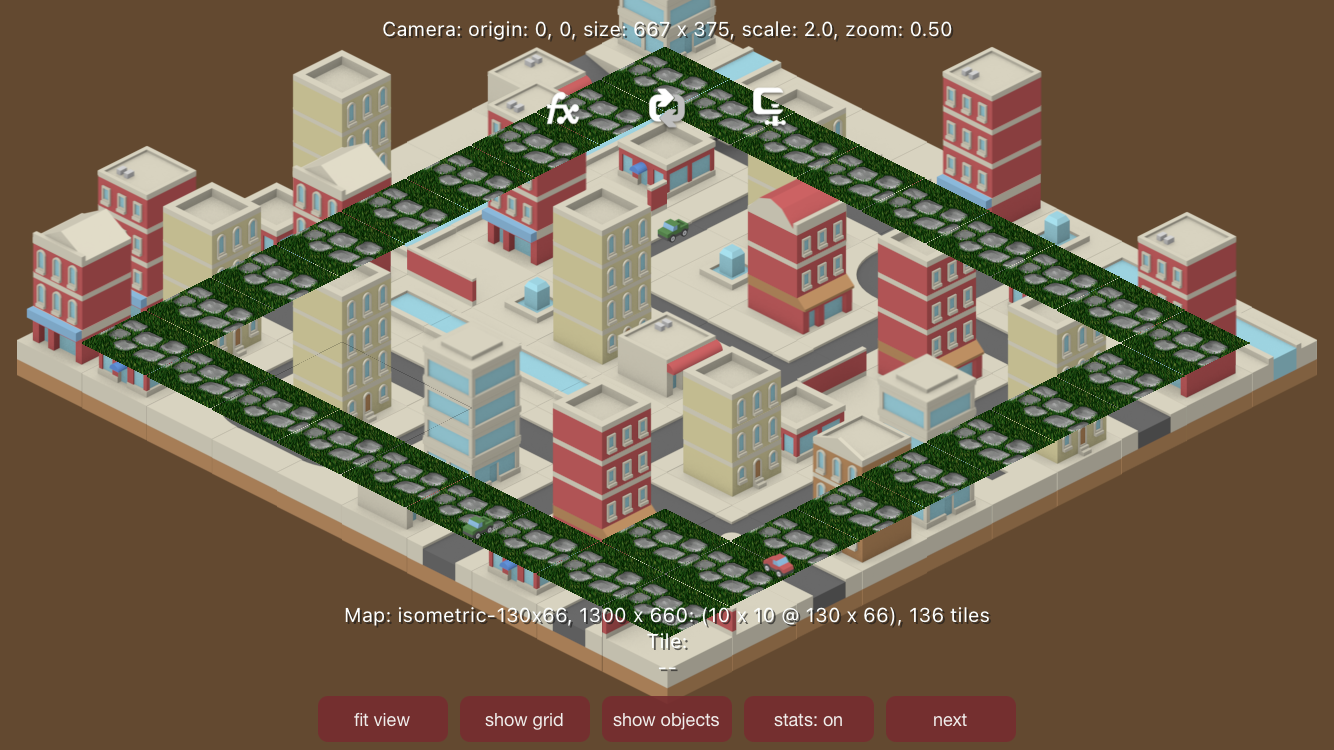 Camera: origin: 0, 0, size: 667 x 375, scale: 2.0, zoom: 0.50
fx
Map: isometric-130x66, 1300 x 660: (10 x 10 @ 130 x 66), 136 tiles
Tile:
--
fit view
show grid
show objects
stats: on
next